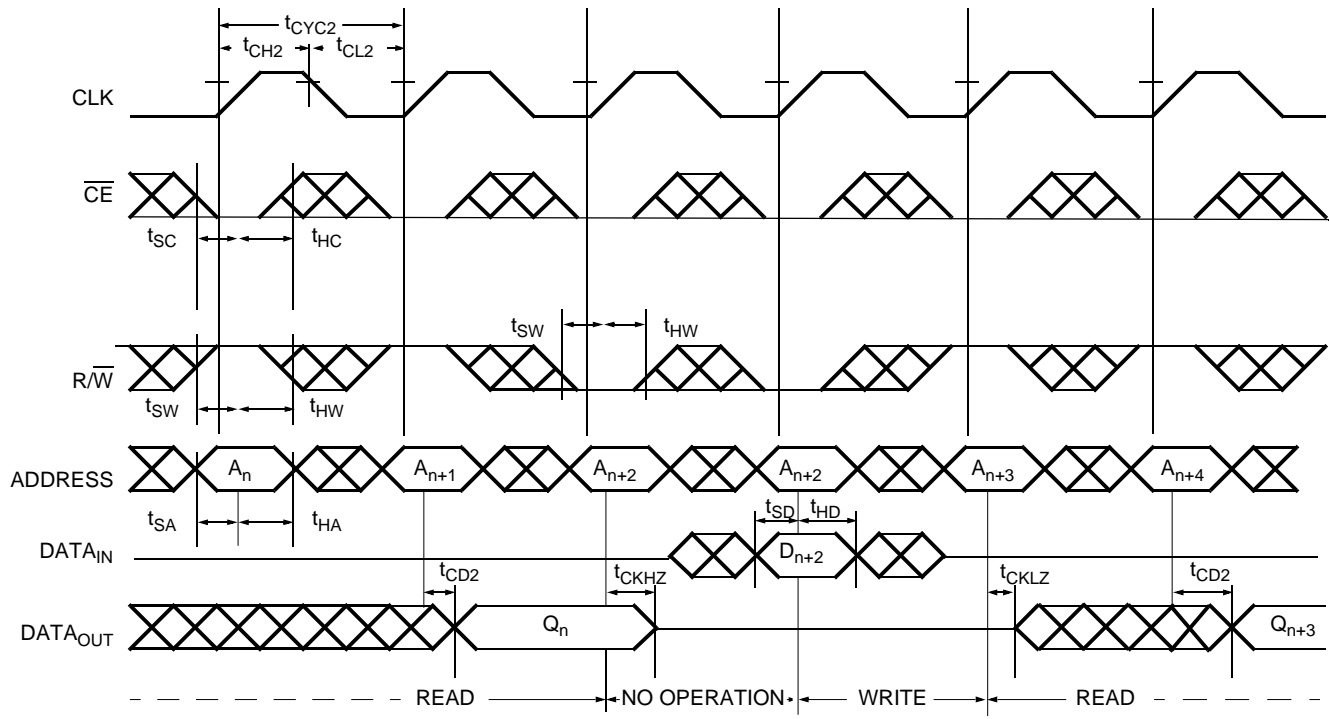 tCYC2
tCH2 tCL2
CLK
CE
tSC tHC
tSW tHW
R/W
tSW tHW
ADDRESS An An+1 An+2 An+2 An+3 An+4
tSA tHA tSD tHD
DATAIN Dn+2
tCD2 tCKHZ tCKLZ tCD2
DATAOUT Qn Qn+3
READ NO OPERATION WRITE READ